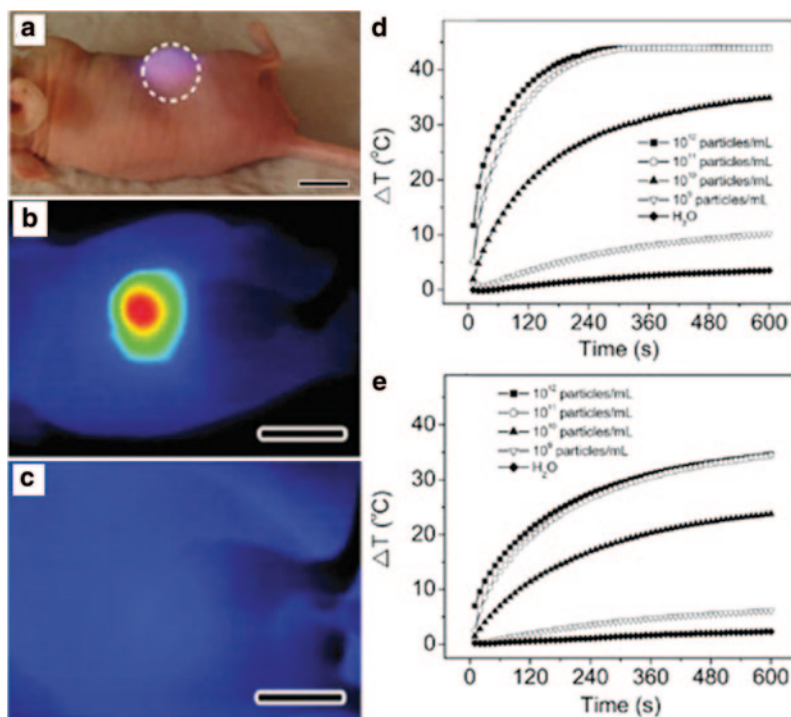 a
b
c
d
ΔT (°C)
40
30
20
10
0
10¹² particles/mL
10¹¹ particles/mL
10¹⁰ particles/mL
10⁹ particles/mL
H₂O
0 120 240 360 480 600
Time (s)
e
ΔT (°C)
40
30
20
10
0
10¹² particles/mL
10¹¹ particles/mL
10¹⁰ particles/mL
10⁹ particles/mL
H₂O
0 120 240 360 480 600
Time (s)